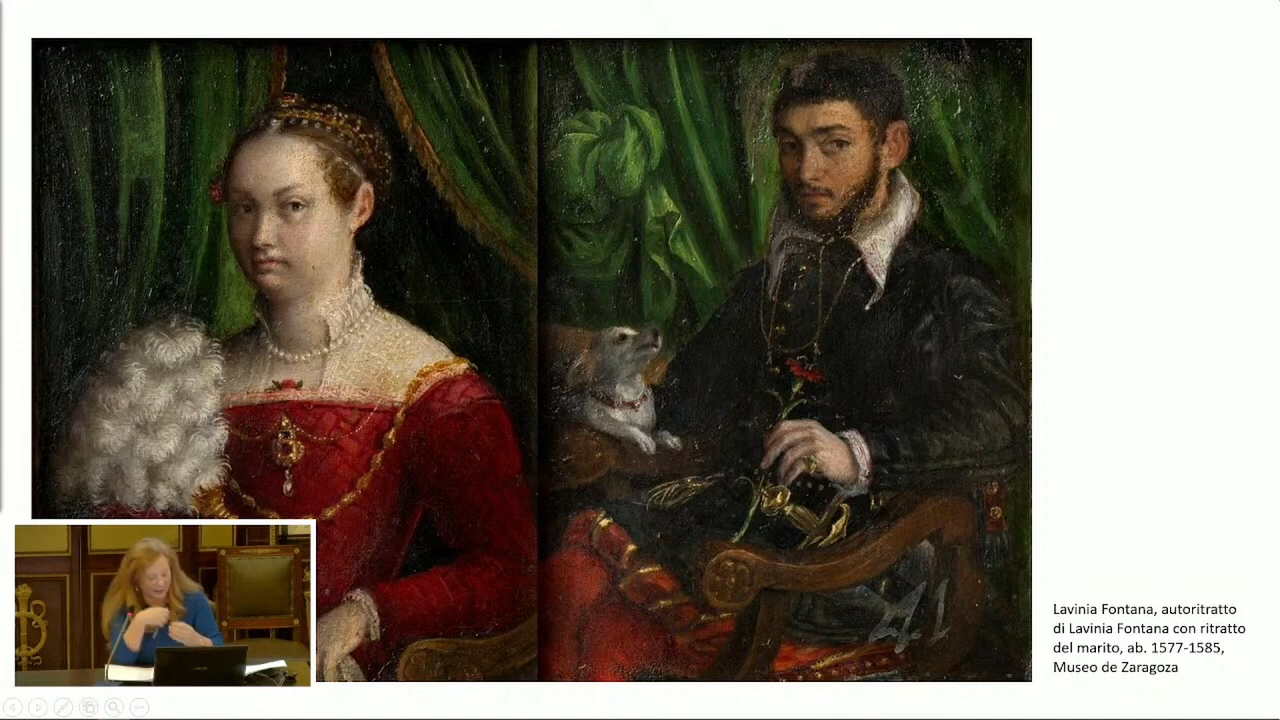 Lavinia Fontana, autoritratto
di Lavinia Fontana con ritratto
del marito, ab. 1577-1585,
Museo de Zaragoza